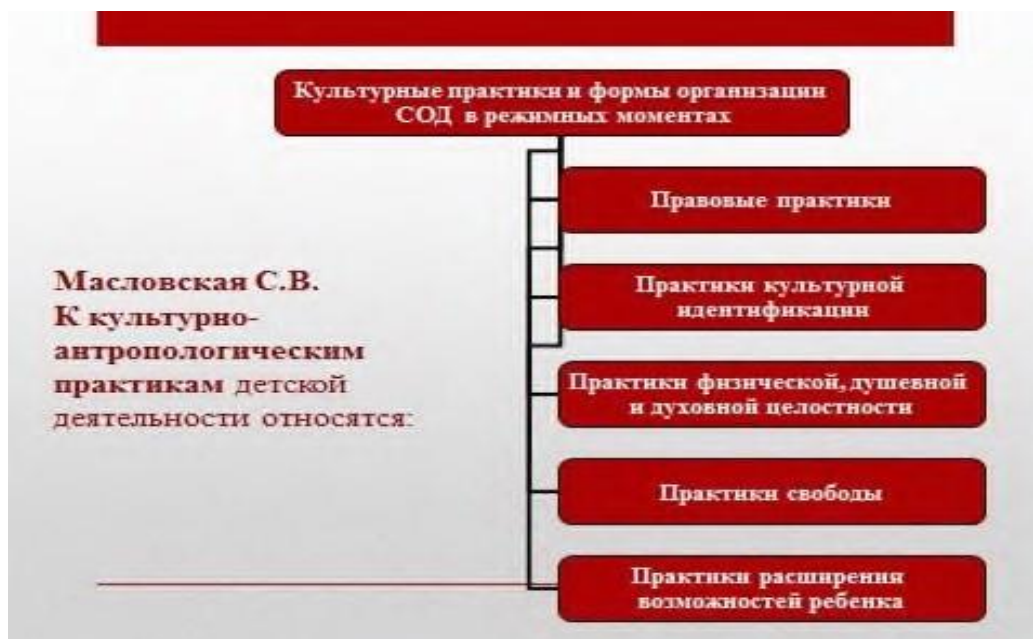 Культурные практики и формы организации
СОД в режимных моментах
Масловская С.В.
К культурно-
антропологическим
практикам детской
деятельности относятся:
Правовые практики
Практики культурной
идентификации
Практики физической, душевной
и духовной целостности
Практики свободы
Практики расширения
возможностей ребенка